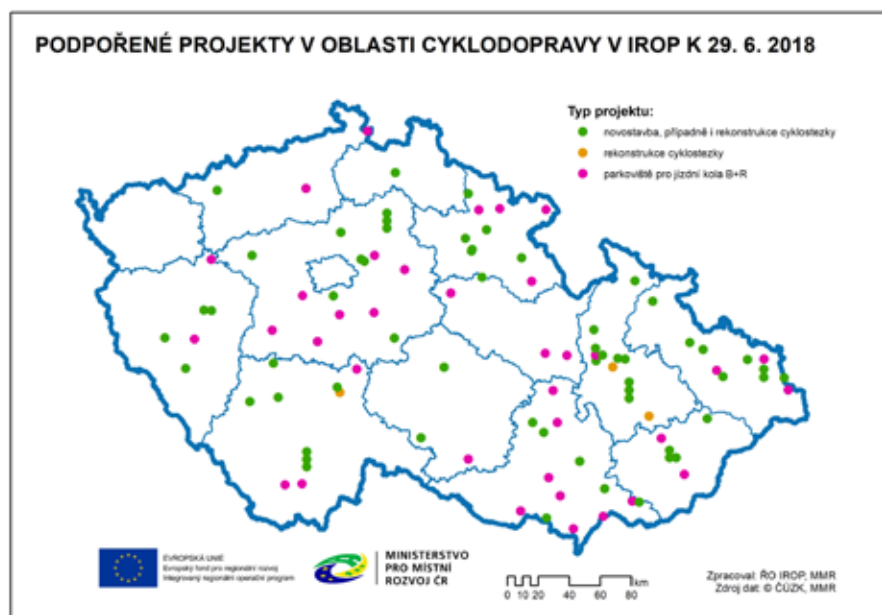 PODPOŘENÉ PROJEKTY V OBLASTI CYKLODOPRAVY V IROP K 29. 6. 2018
Typ projektu:
novostavba, případně i rekonstrukce cyklostezky
rekonstrukce cyklostezky
parkoviště pro jízdní kola B+R
EVROPSKÁ UNIE
Evropský fond pro regionální rozvoj
Integrovaný regionální operační program
MINISTERSTVO
PRO MÍSTNÍ
ROZVOJ ČR
km
0 10 20 40 60 80
Zpracoval: ŘO IROP, MMR
Zdroj dat: © ČÚZK, MMR